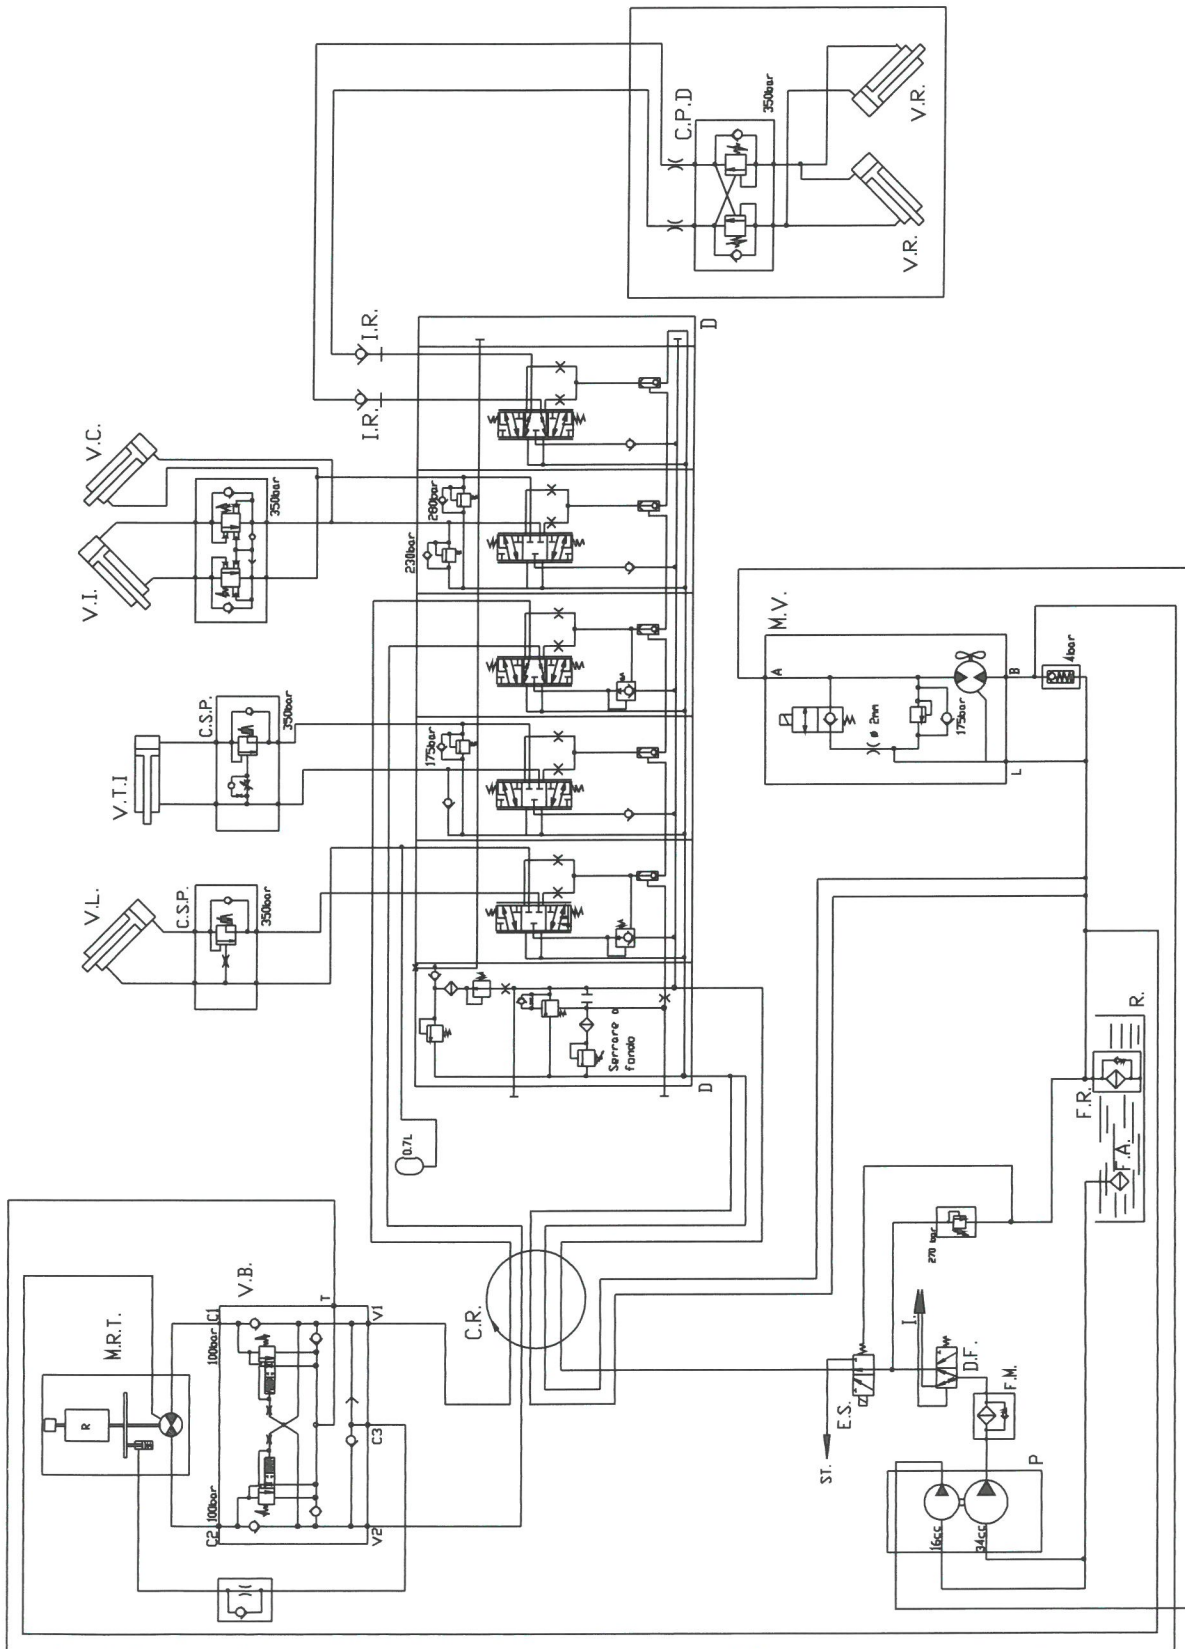 V.C.
V.I.
350bar
V.T.I
C.S.P.
350bar
V.L.
C.S.P.
350bar
I.R.
I.R.
280bar
230bar
175bar
Serrare a
fondo
D
D
0.7L
C.P.D
350bar
V.R.
V.R.
M.V.
A
ø 2mm
175bar
B
4bar
L
M.R.T.
R
V.B.
C1
100bar
T
V1
C3
100bar
C2
V2
C.R.
270 bar
I.
D.F.
E.S.
ST.
F.M.
P
16cc
34cc
F.R.
R.
F.A.